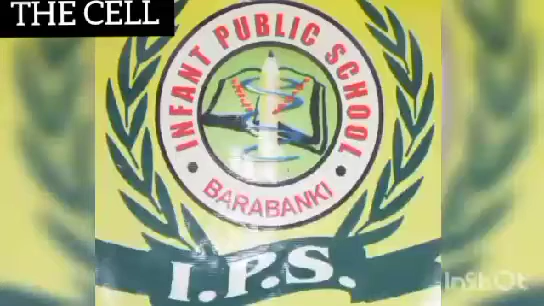 THE CELL
INFANT PUBLIC SCHOOL
BARABANKI
I.P.S.
InShOt